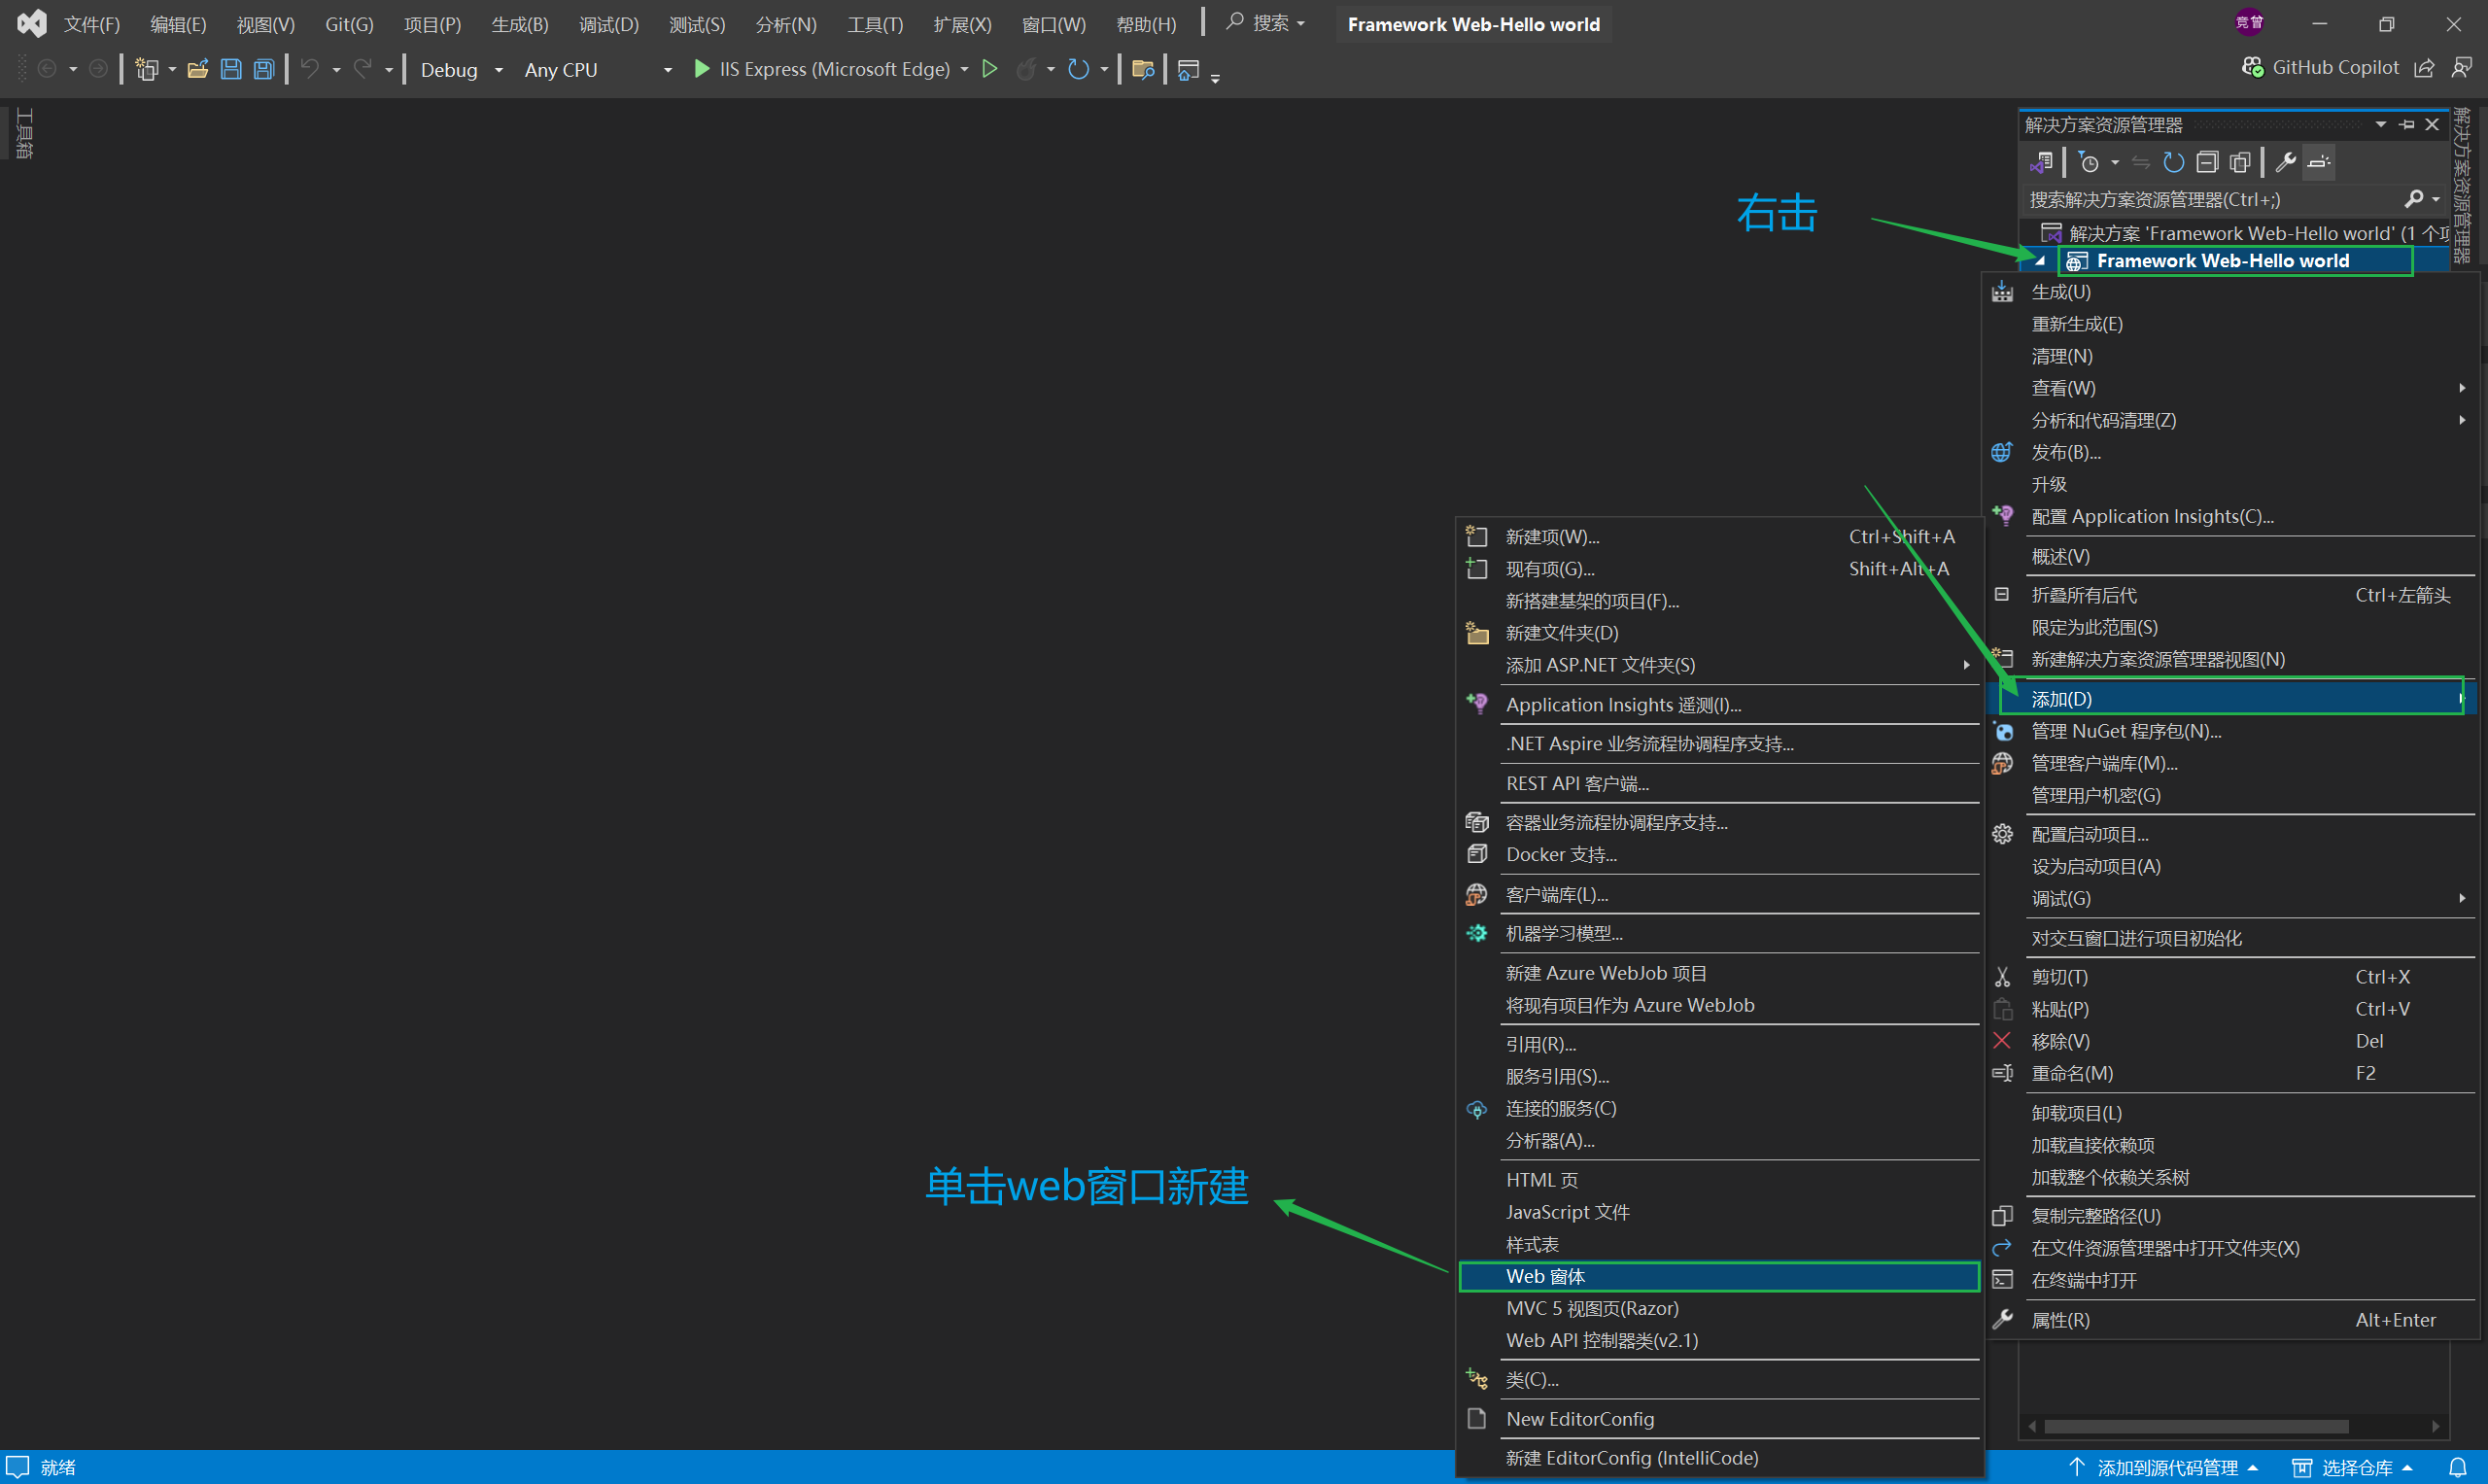 文件(F) 编辑(E) 视图(V) Git(G) 项目(P) 生成(B) 调试(D) 测试(S) 分析(N) 工具(T) 扩展(X) 窗口(W) 帮助(H) 搜索 Framework Web-Hello world 竞曾
Debug Any CPU IIS Express (Microsoft Edge) GitHub Copilot
工具箱
解决方案资源管理器
解决方案资源管理器
搜索解决方案资源管理器(Ctrl+;)
解决方案 'Framework Web-Hello world' (1 个项
Framework Web-Hello world
右击
生成(U)
重新生成(E)
清理(N)
查看(W)
分析和代码清理(Z)
发布(B)...
升级
配置 Application Insights(C)...
概述(V)
折叠所有后代 Ctrl+左箭头
限定为此范围(S)
新建解决方案资源管理器视图(N)
添加(D)
管理 NuGet 程序包(N)...
管理客户端库(M)...
管理用户机密(G)
配置启动项目...
设为启动项目(A)
调试(G)
对交互窗口进行项目初始化
剪切(T) Ctrl+X
粘贴(P) Ctrl+V
移除(V) Del
重命名(M) F2
卸载项目(L)
加载直接依赖项
加载整个依赖关系树
复制完整路径(U)
在文件资源管理器中打开文件夹(X)
在终端中打开
属性(R) Alt+Enter
新建项(W)... Ctrl+Shift+A
现有项(G)... Shift+Alt+A
新搭建基架的项目(F)...
新建文件夹(D)
添加 ASP.NET 文件夹(S)
Application Insights 遥测(I)...
.NET Aspire 业务流程协调程序支持...
REST API 客户端...
容器业务流程协调程序支持...
Docker 支持...
客户端库(L)...
机器学习模型...
新建 Azure WebJob 项目
将现有项目作为 Azure WebJob
引用(R)...
服务引用(S)...
连接的服务(C)
分析器(A)...
HTML 页
JavaScript 文件
样式表
Web 窗体
MVC 5 视图页(Razor)
Web API 控制器类(v2.1)
类(C)...
New EditorConfig
新建 EditorConfig (IntelliCode)
单击web窗口新建
就绪 添加到源代码管理 选择仓库